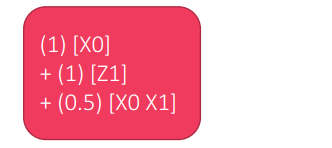 (1) [X0]
+ (1) [Z1]
+ (0.5) [X0 X1]